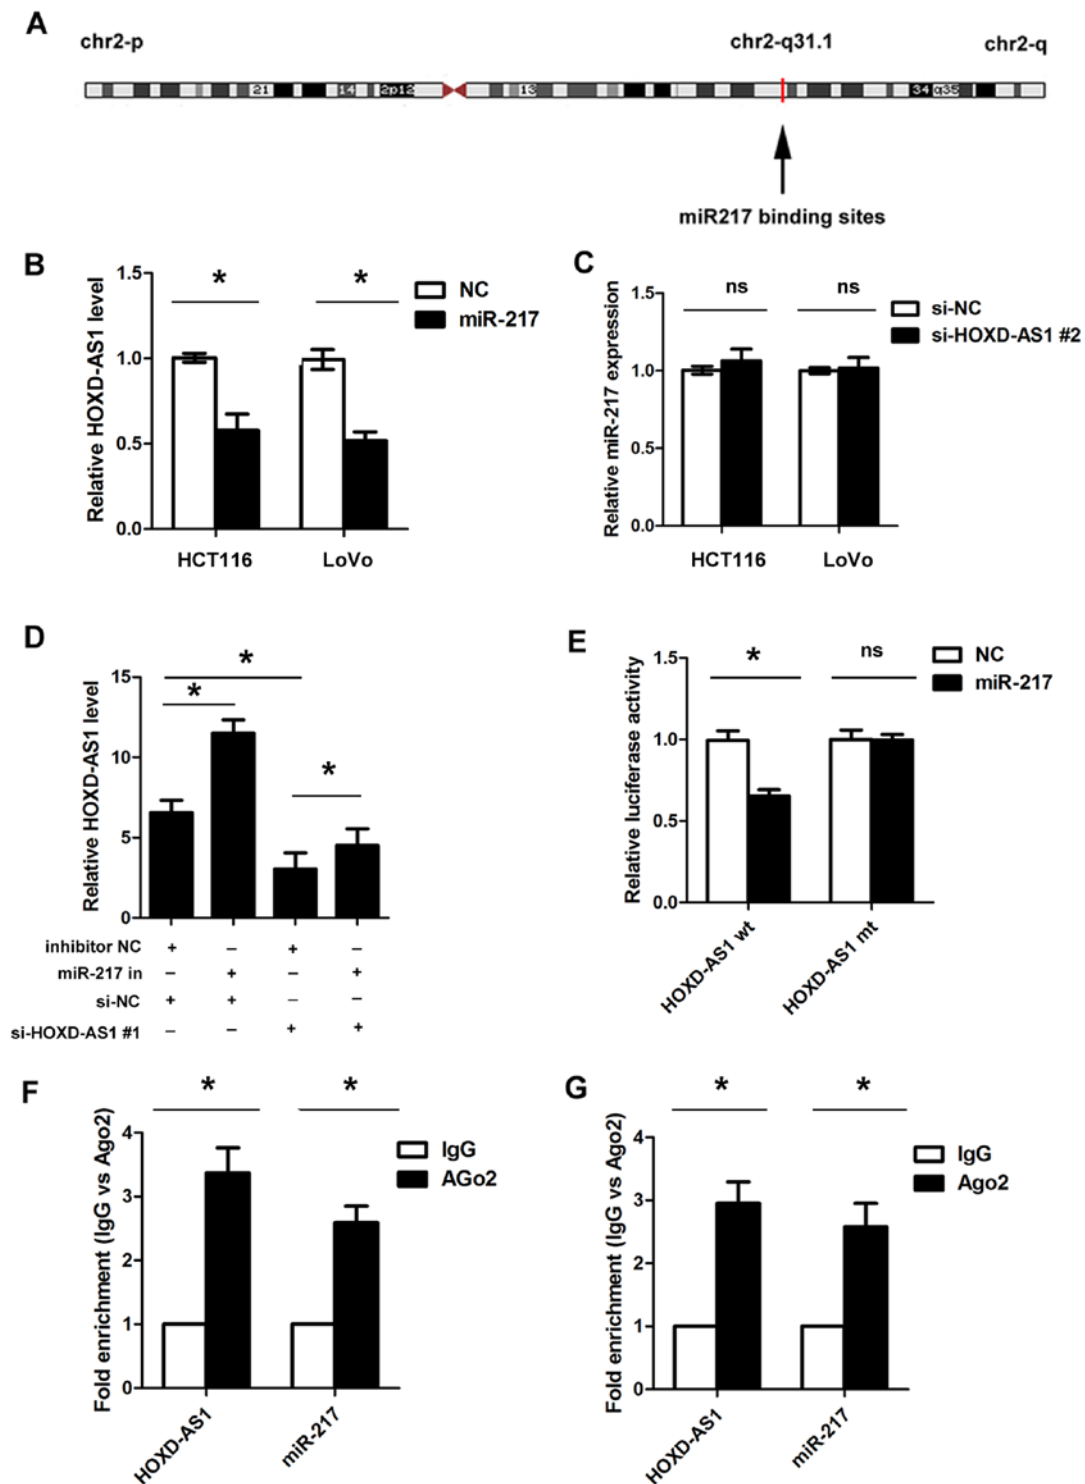 A
chr2-p
chr2-q31.1
chr2-q
21
14
2p12
13
34
q35
miR217 binding sites
B
Relative HOXD-AS1 level
1.5
1.0
0.5
0.0
*
*
NC
miR-217
HCT116
LoVo
C
Relative miR-217 expression
1.5
1.0
0.5
0.0
ns
ns
si-NC
si-HOXD-AS1 #2
HCT116
LoVo
D
Relative HOXD-AS1 level
15
10
5
0
*
*
*
inhibitor NC + – + –
miR-217 in – + – +
si-NC + + – –
si-HOXD-AS1 #1 – – + +
E
Relative luciferase activity
1.5
1.0
0.5
0.0
*
ns
NC
miR-217
HOXD-AS1 wt
HOXD-AS1 mt
F
Fold enrichment (IgG vs Ago2)
4
3
2
1
0
*
*
IgG
AGo2
HOXD-AS1
miR-217
G
Fold enrichment (IgG vs Ago2)
4
3
2
1
0
*
*
IgG
Ago2
HOXD-AS1
miR-217